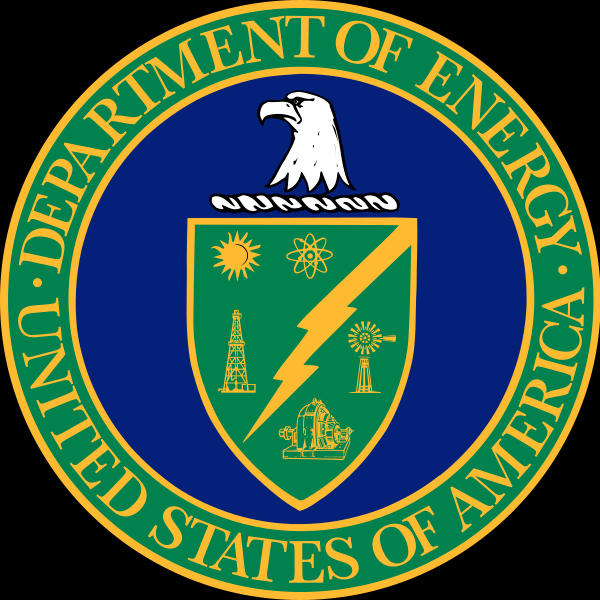 DEPARTMENT OF ENERGY
· UNITED STATES OF AMERICA ·